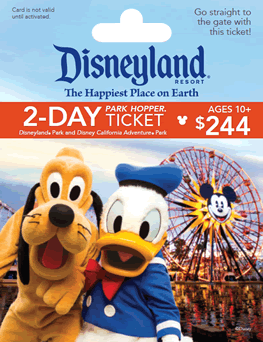 Card is not valid
until activated.
Go straight to
the gate with
this ticket!
Disneyland®
RESORT
The Happiest Place on Earth
2-DAY PARK HOPPER® TICKET
AGES 10+
$244
Disneyland® Park and Disney California Adventure® Park
©Disney